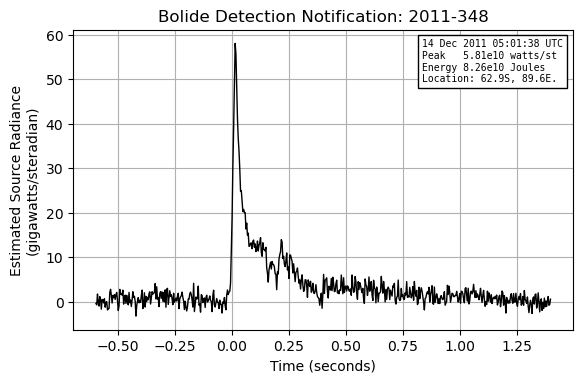 Bolide Detection Notification: 2011-348
14 Dec 2011 05:01:38 UTC
Peak   5.81e10 watts/st
Energy 8.26e10 Joules
Location: 62.9S, 89.6E.
Estimated Source Radiance
(gigawatts/steradian)
60
50
40
30
20
10
0
−0.50 −0.25 0.00 0.25 0.50 0.75 1.00 1.25
Time (seconds)